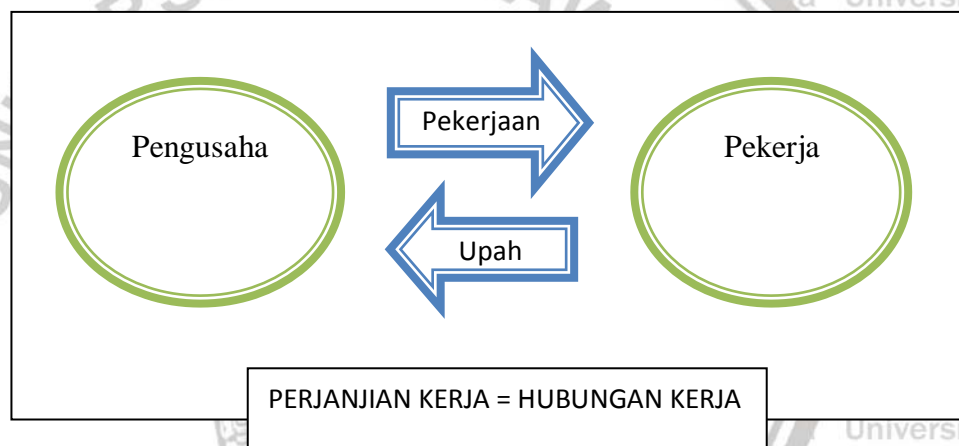 Pengusaha
Pekerjaan
Pekerja
Upah
PERJANJIAN KERJA = HUBUNGAN KERJA